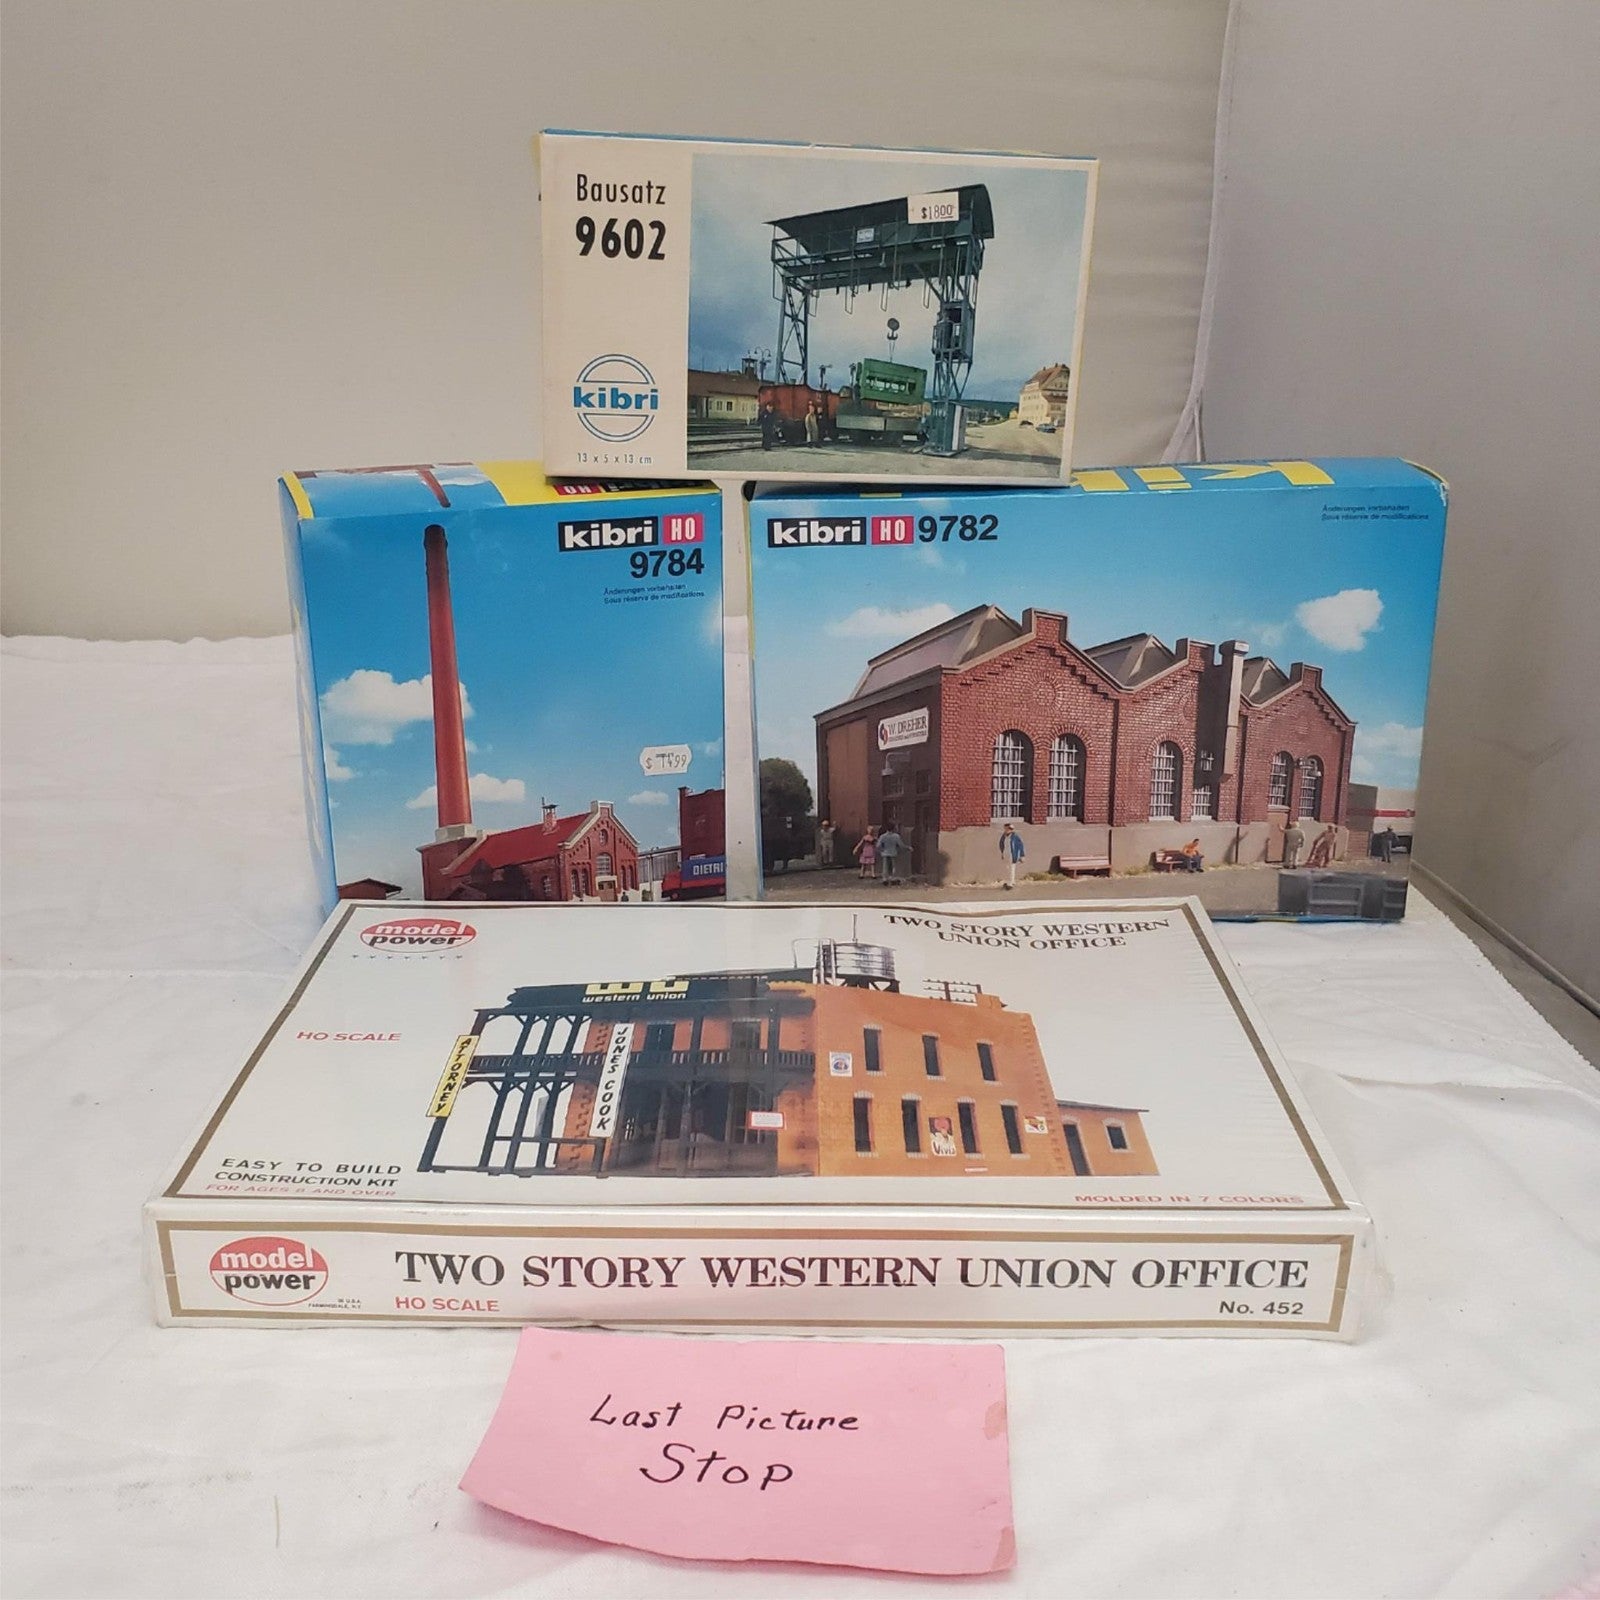 Bausatz
9602
$18.00
kibri
13 x 5 x 13 cm
kibri HO
9784
Änderungen vorbehalten
Sous réserve de modifications
$ 14.99
DIETRI
kibri HO 9782
Änderungen vorbehalten
Sous réserve de modifications
W. DREHER
model
power
TWO STORY WESTERN
UNION OFFICE
HO SCALE
WU
western union
ATTORNEY
JONES COOK
EASY TO BUILD
CONSTRUCTION KIT
FOR AGES 8 AND OVER
MOLDED IN 7 COLORS
model
power
TWO STORY WESTERN UNION OFFICE
HO SCALE
No. 452
Last Picture
Stop